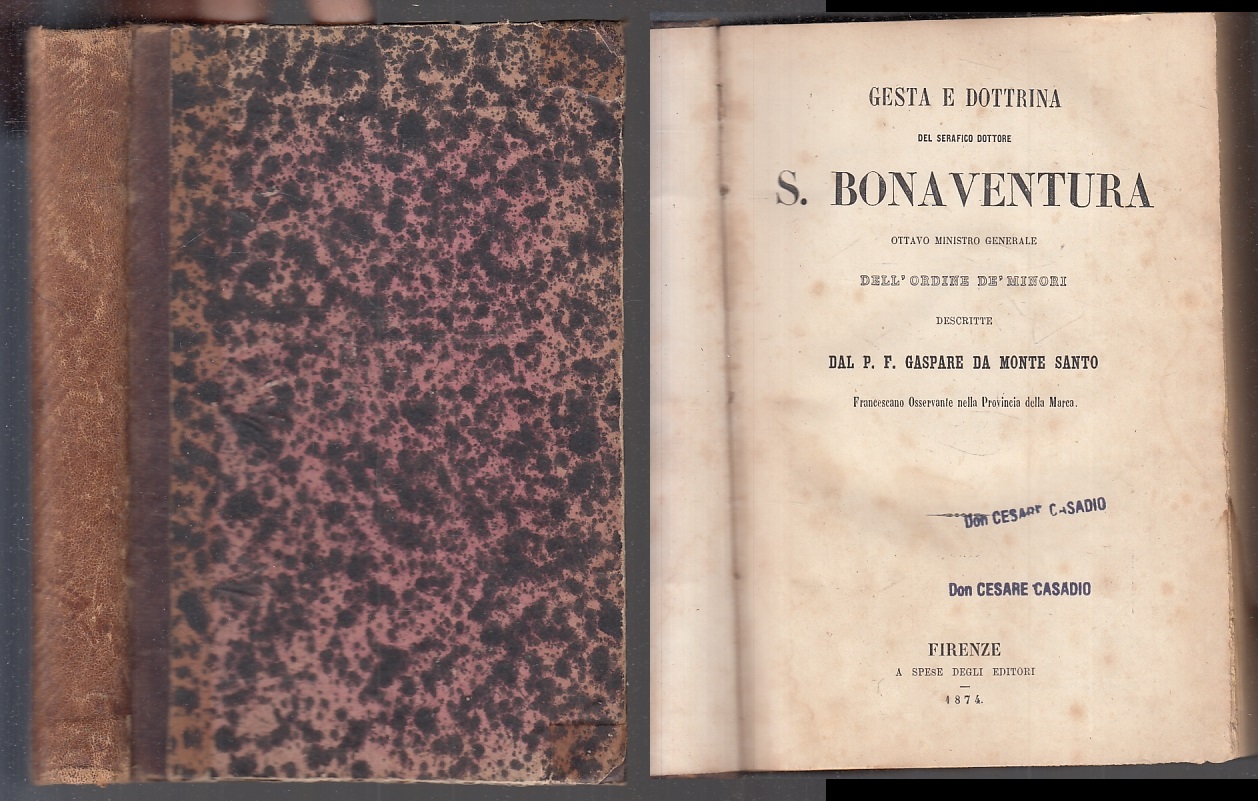 GESTA E DOTTRINA
DEL SERAFICO DOTTORE
S. BONAVENTURA
OTTAVO MINISTRO GENERALE
DELL' ORDINE DE' MINORI
DESCRITTE
DAL P. F. GASPARE DA MONTE SANTO
Francescano Osservante nella Provincia della Marca.
Don CESARE CASADIO
Don CESARE CASADIO
FIRENZE
A SPESE DEGLI EDITORI
1874.